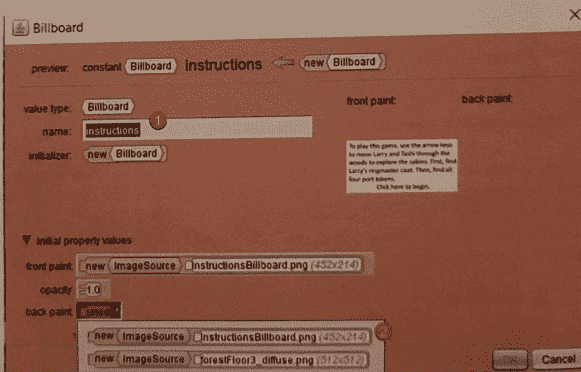 Billboard
preview: constant Billboard instructions new Billboard
value type: Billboard
front paint: back paint:
name: instructions
1
initializer: new Billboard
To play this game, use the arrow keys
to move Larry and Tashi through the
woods to explore the cabins. First, find
Larry's ringmaster coat. Then, find all
four port tokens.
Click here to begin.
initial property values
front paint: new ImageSource instructionsBillboard.png (452x214)
opacity: 1.0
back paint:
new ImageSource instructionsBillboard.png (452x214)
2
new ImageSource forestFloor3_diffuse.png (512x512)
Cancel